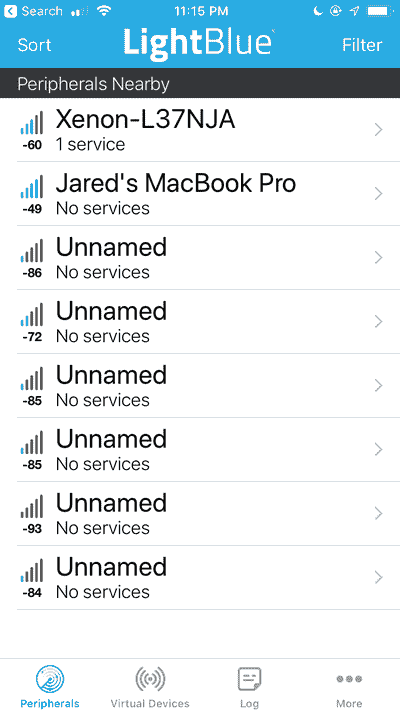 Search
11:15 PM
Sort
LightBlue
Filter
Peripherals Nearby
Xenon-L37NJA
-60
1 service
Jared's MacBook Pro
-49
No services
Unnamed
-86
No services
Unnamed
-72
No services
Unnamed
-85
No services
Unnamed
-85
No services
Unnamed
-93
No services
Unnamed
-84
No services
Peripherals
Virtual Devices
Log
More